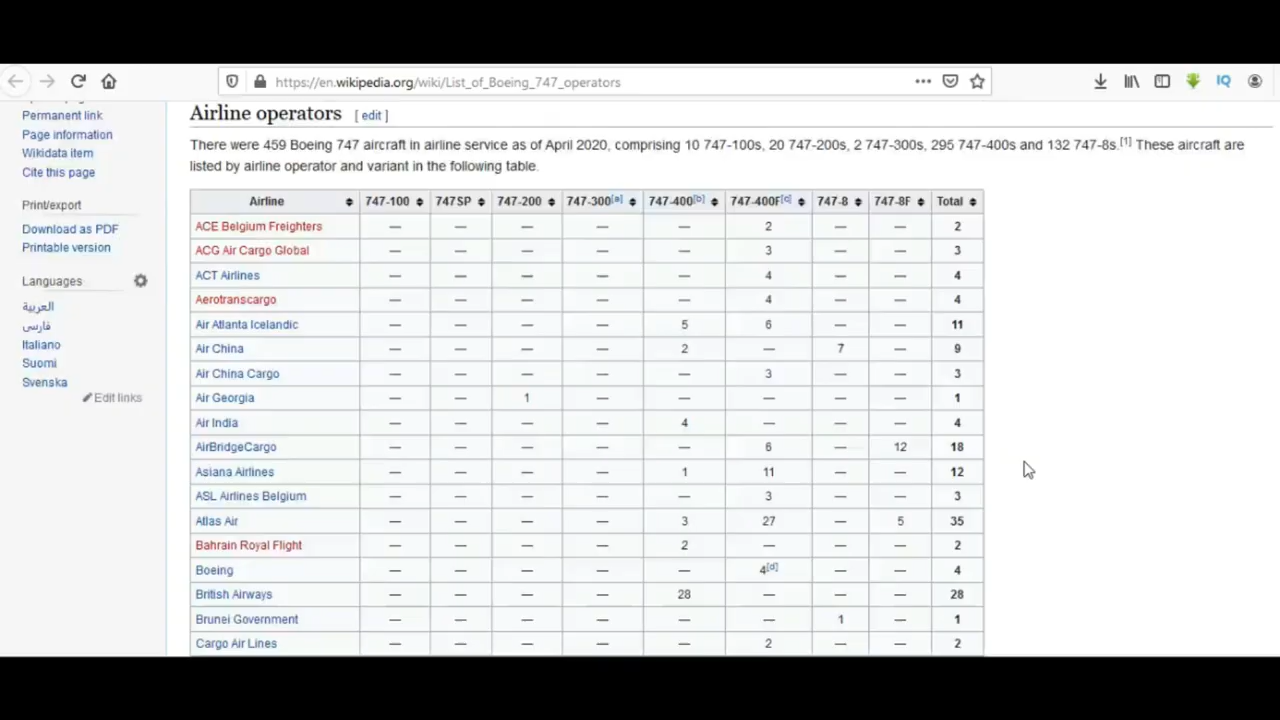 https://en.wikipedia.org/wiki/List_of_Boeing_747_operators
IQ
Permanent link
Page information
Wikidata item
Cite this page
Print/export
Download as PDF
Printable version
Languages
العربية
فارسی
Italiano
Suomi
Svenska
Edit links
Airline operators [ edit ]
There were 459 Boeing 747 aircraft in airline service as of April 2020, comprising 10 747-100s, 20 747-200s, 2 747-300s, 295 747-400s and 132 747-8s.[1] These aircraft are
listed by airline operator and variant in the following table.
Airline 747-100 747SP 747-200 747-300[a] 747-400[b] 747-400F[c] 747-8 747-8F Total
ACE Belgium Freighters — — — — — 2 — — 2
ACG Air Cargo Global — — — — — 3 — — 3
ACT Airlines — — — — — 4 — — 4
Aerotranscargo — — — — — 4 — — 4
Air Atlanta Icelandic — — — — 5 6 — — 11
Air China — — — — 2 — 7 — 9
Air China Cargo — — — — — 3 — — 3
Air Georgia — — 1 — — — — — 1
Air India — — — — 4 — — — 4
AirBridgeCargo — — — — — 6 — 12 18
Asiana Airlines — — — — 1 11 — — 12
ASL Airlines Belgium — — — — — 3 — — 3
Atlas Air — — — — 3 27 — 5 35
Bahrain Royal Flight — — — — 2 — — — 2
Boeing — — — — — 4[d] — — 4
British Airways — — — — 28 — — — 28
Brunei Government — — — — — — 1 — 1
Cargo Air Lines — — — — — 2 — — 2